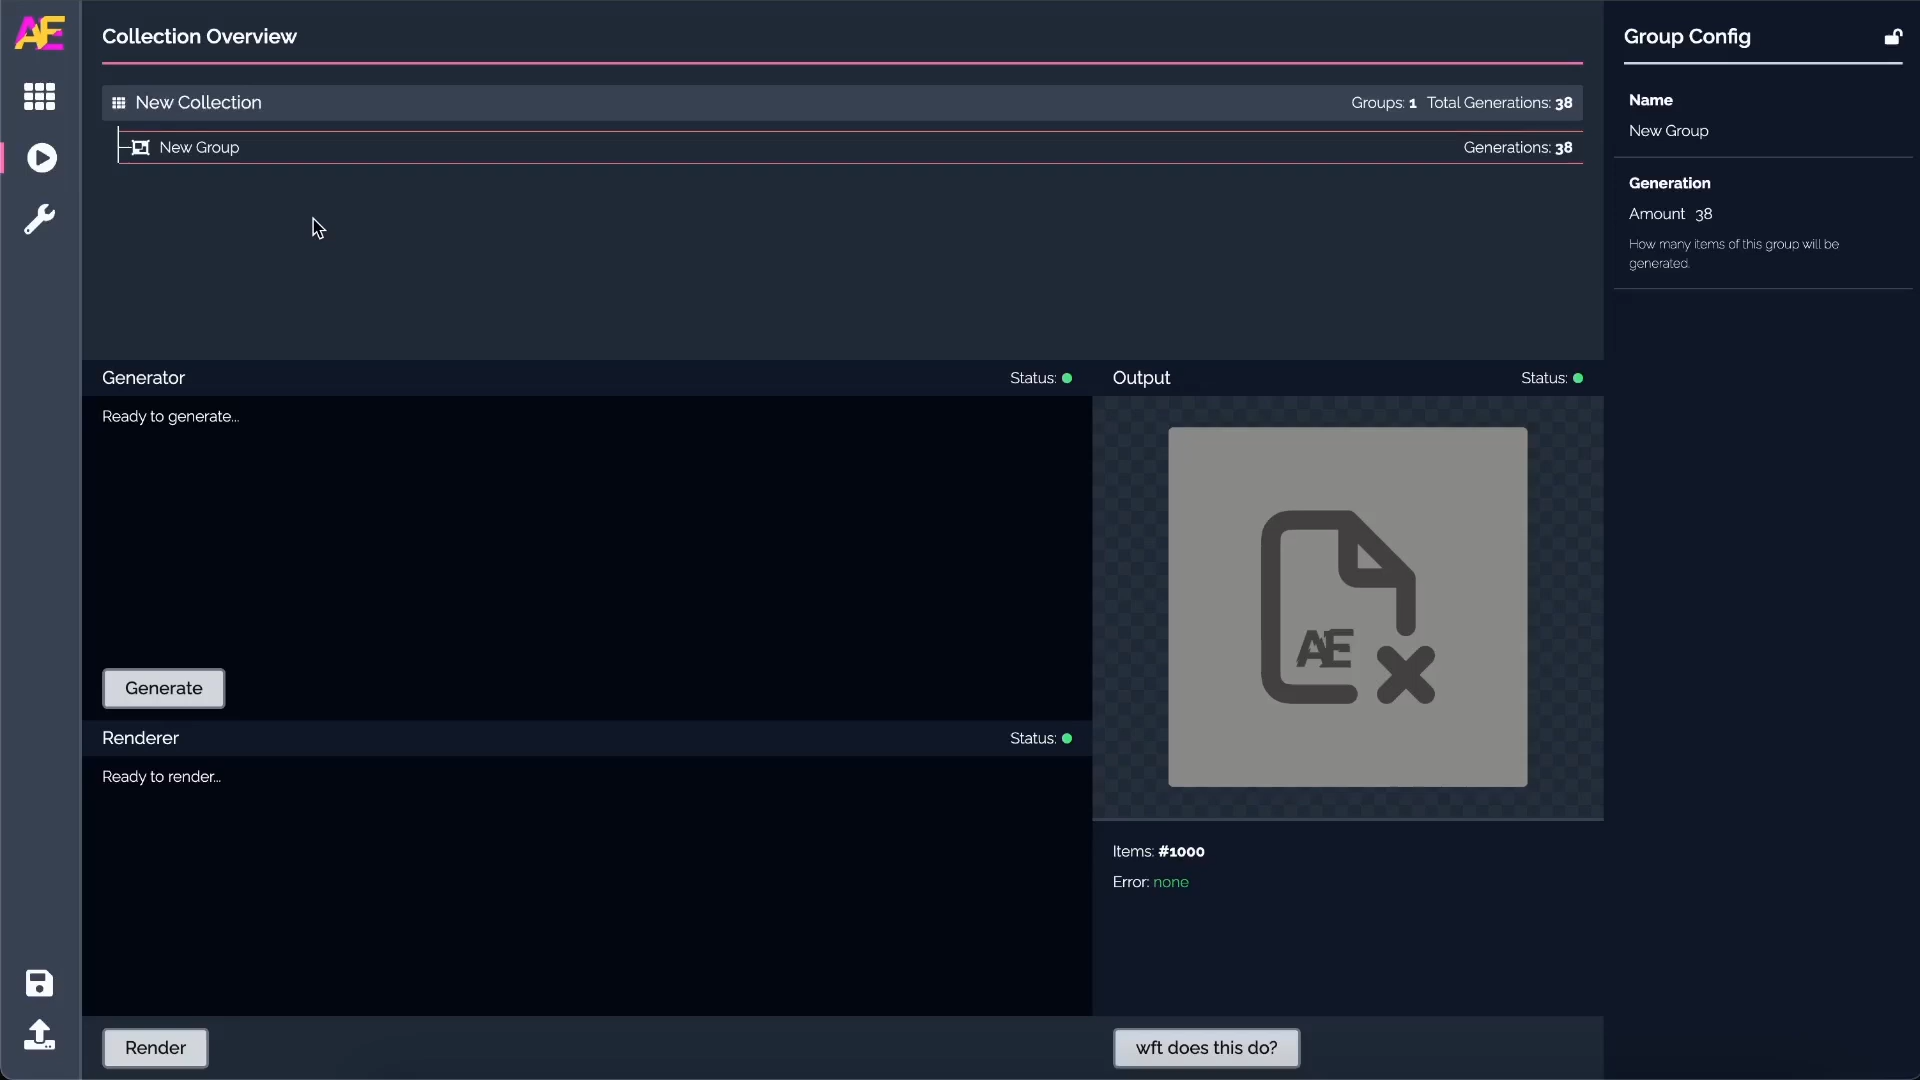 AE
Collection Overview
New Collection
Groups: 1 Total Generations: 38
New Group
Generations: 38
Generator
Status:
Ready to generate...
Generate
Renderer
Status:
Ready to render...
Render
Output
Status:
AE
Items: #1000
Error: none
wft does this do?
Group Config
Name
New Group
Generation
Amount 38
How many items of this group will be
generated.